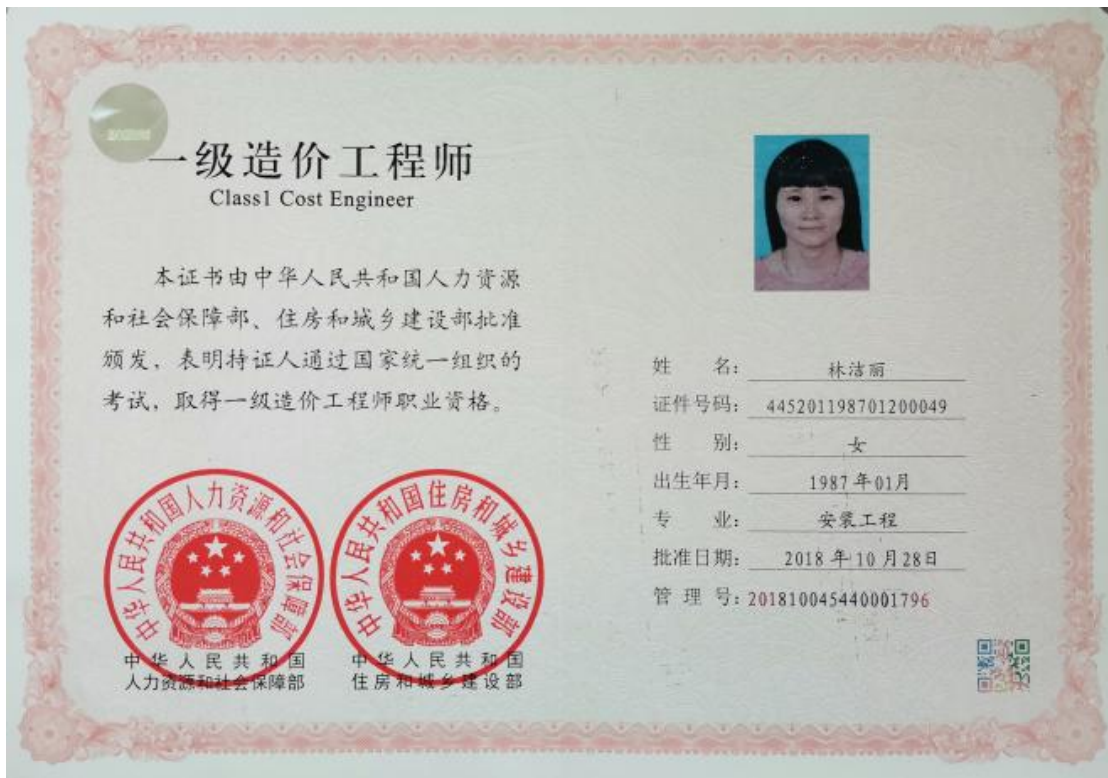 一级造价工程师
Class1 Cost Engineer
本证书由中华人民共和国人力资源
和社会保障部、住房和城乡建设部批准
颁发，表明持证人通过国家统一组织的
考试，取得一级造价工程师职业资格。
中华人民共和国人力资源和社会保障部
中华人民共和国住房和城乡建设部
中华人民共和国
人力资源和社会保障部
中华人民共和国
住房和城乡建设部
姓 名：林洁丽
证件号码：445201198701200049
性 别：女
出生年月：1987年01月
专 业：安装工程
批准日期：2018年10月28日
管 理 号：201810045440001796